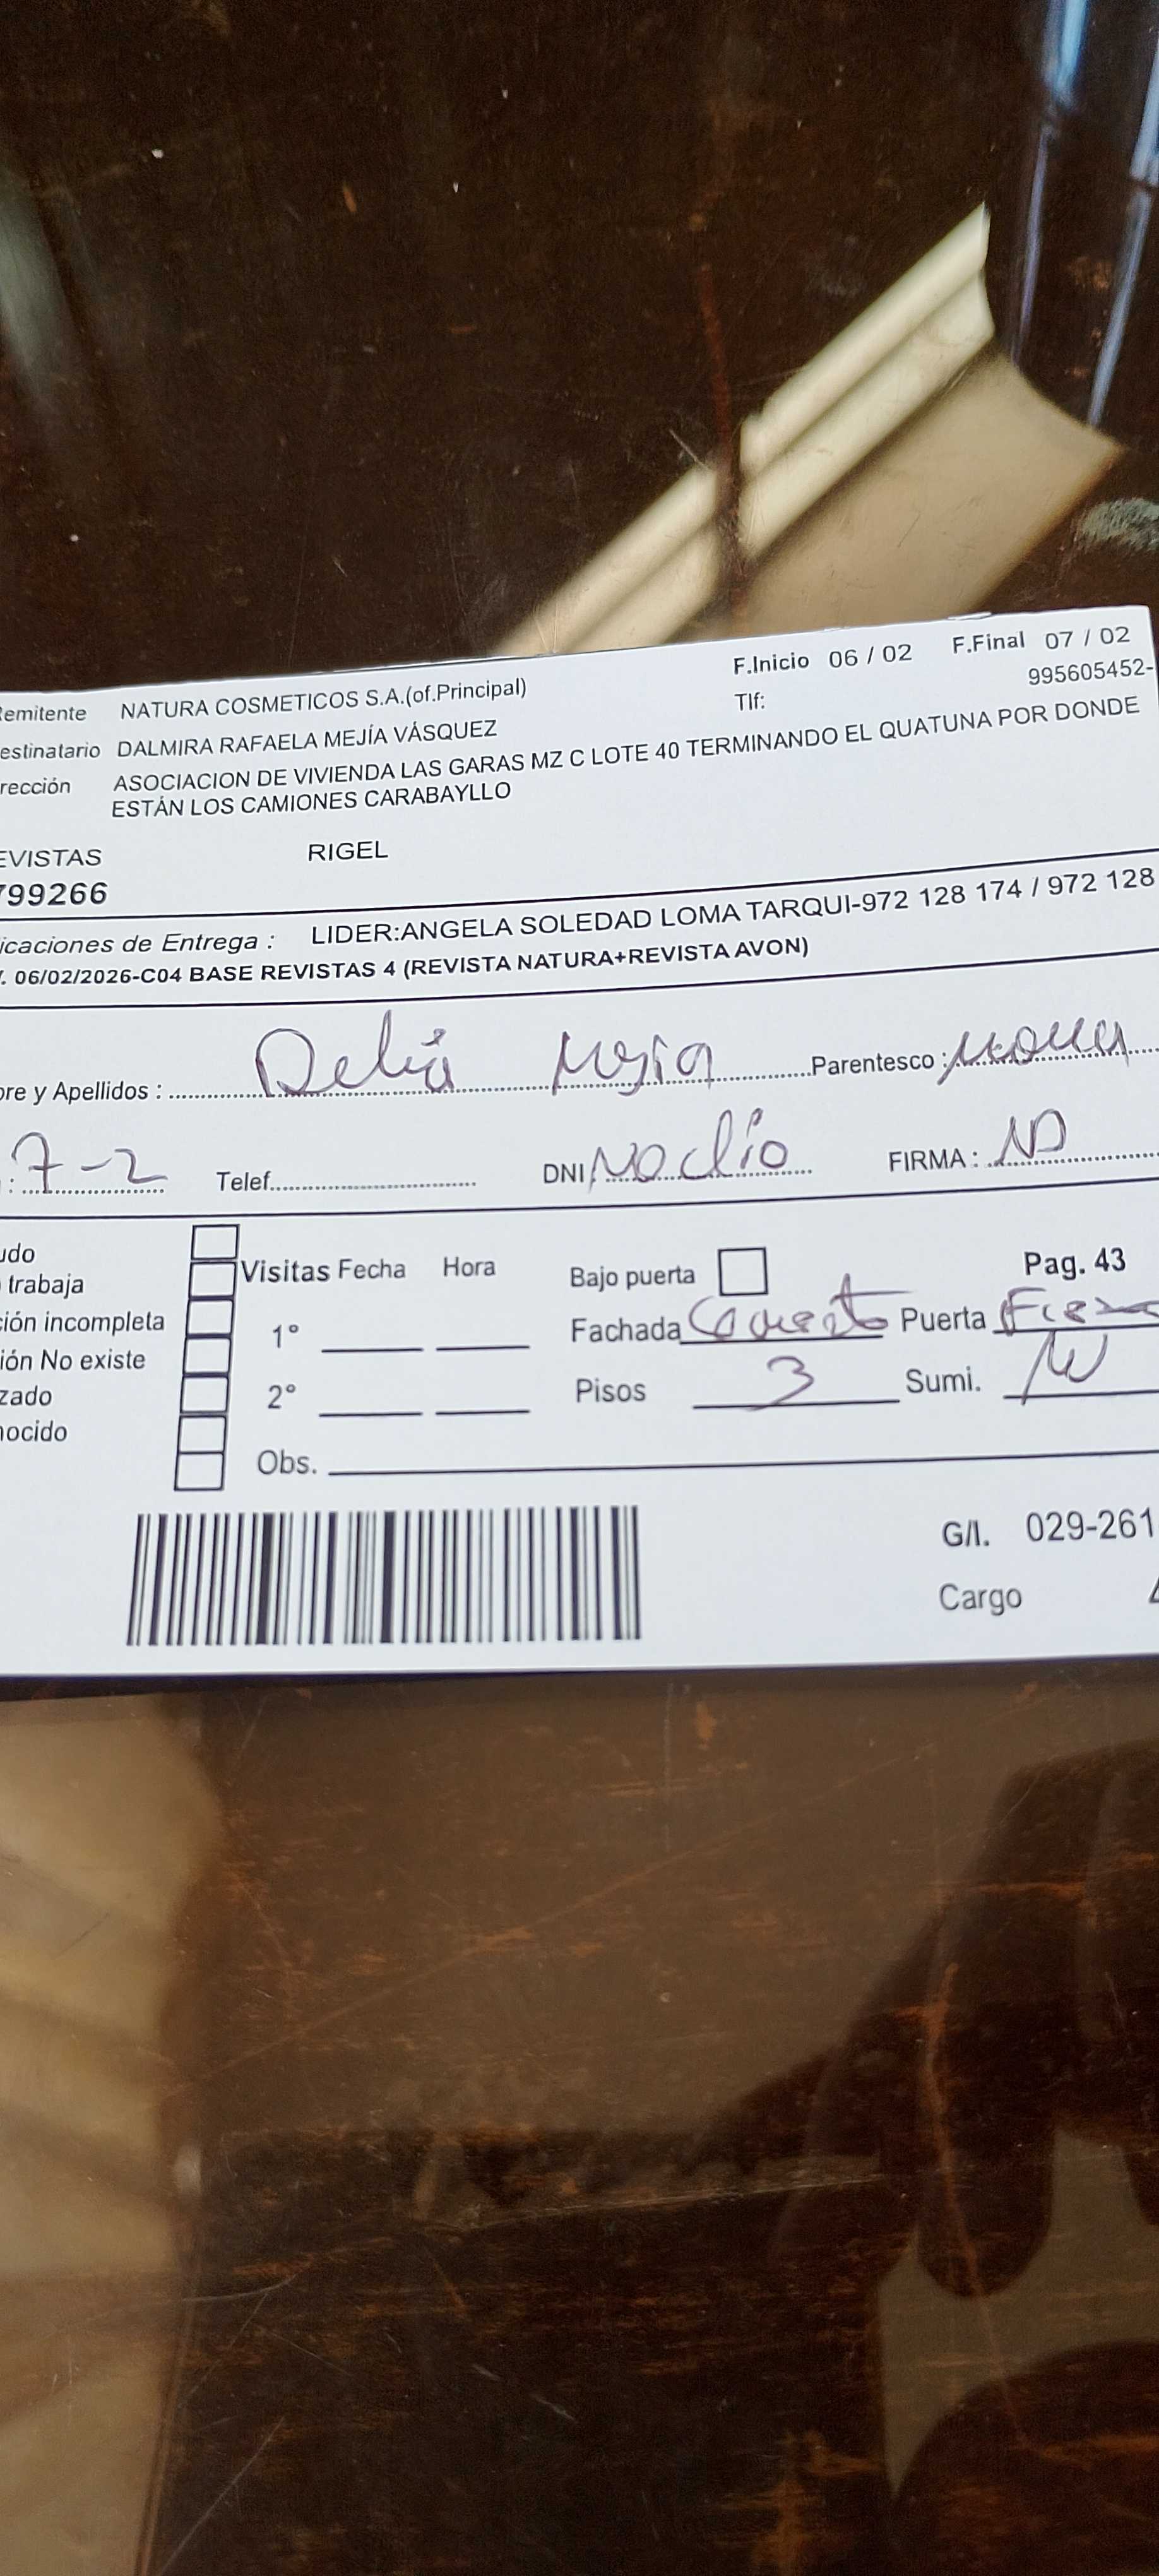 F.Inicio 06 / 02 F.Final 07 / 02
emitente NATURA COSMETICOS S.A.(of.Principal) Tlf: 995605452-
estinatario DALMIRA RAFAELA MEJÍA VÁSQUEZ
rección ASOCIACION DE VIVIENDA LAS GARAS MZ C LOTE 40 TERMINANDO EL QUATUNA POR DONDE
ESTÁN LOS CAMIONES CARABAYLLO
EVISTAS RIGEL
799266
icaciones de Entrega : LIDER:ANGELA SOLEDAD LOMA TARQUI-972 128 174 / 972 128
. 06/02/2026-C04 BASE REVISTAS 4 (REVISTA NATURA+REVISTA AVON)
bre y Apellidos : Delia Mejia Parentesco :
: 7-2 Telef. DNI: No dio FIRMA :
udo
trabaja Visitas Fecha Hora Bajo puerta Pag. 43
ción incompleta 1° Fachada Puerta
ión No existe 2° Pisos 3 Sumi.
zado
nocido Obs.
G/I. 029-261
Cargo